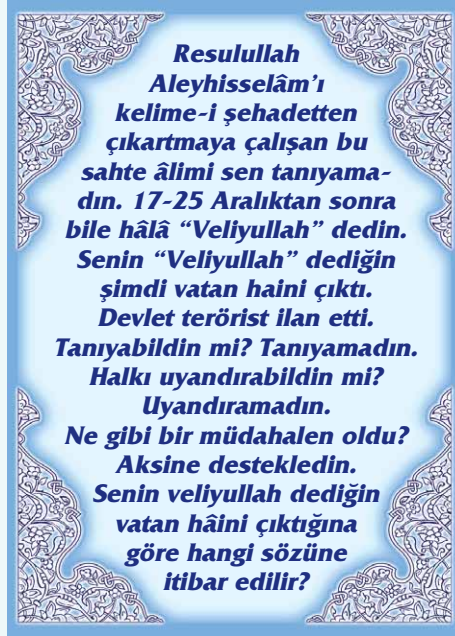 Resulullah
Aleyhisselâm’ı
kelime-i şehadetten
çıkartmaya çalışan bu
sahte âlimi sen tanıyama-
dın. 17-25 Aralıktan sonra
bile hâlâ “Veliyullah” dedin.
Senin “Veliyullah” dediğin
şimdi vatan haini çıktı.
Devlet terörist ilan etti.
Tanıyabildin mi? Tanıyamadın.
Halkı uyandırabildin mi?
Uyandıramadın.
Ne gibi bir müdahalen oldu?
Aksine destekledin.
Senin veliyullah dediğin
vatan hâini çıktığına
göre hangi sözüne
itibar edilir?